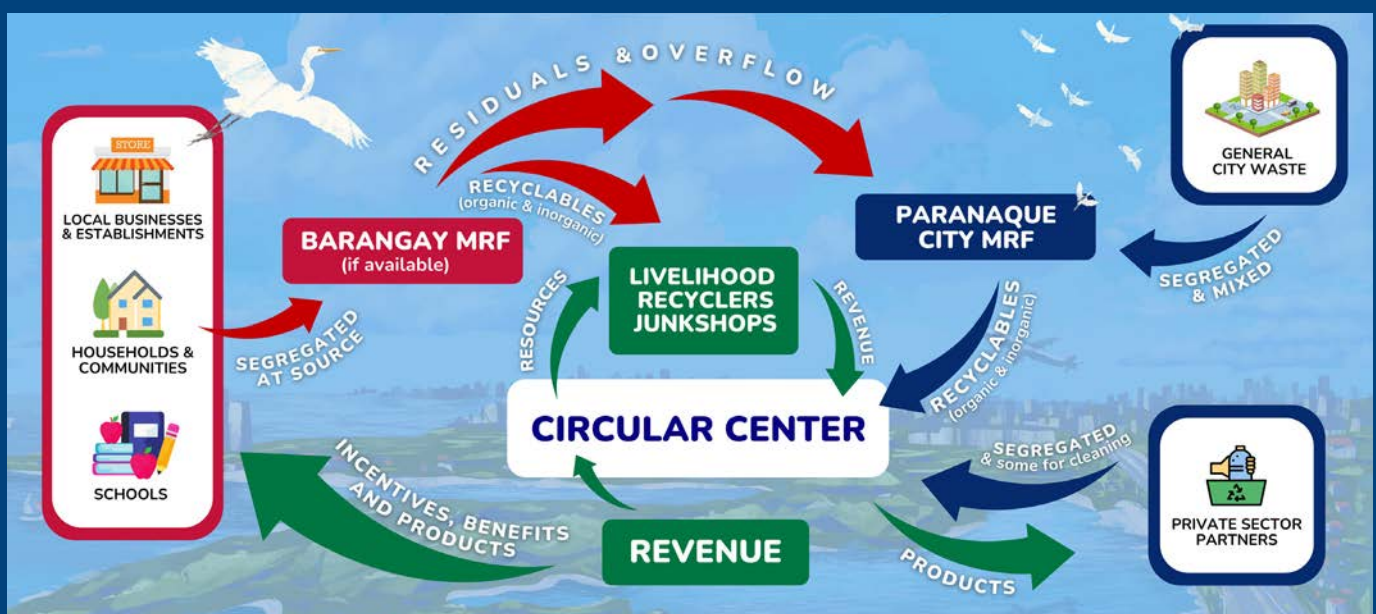 RESIDUALS & OVERFLOW
STORE
LOCAL BUSINESSES
& ESTABLISHMENTS
HOUSEHOLDS &
COMMUNITIES
SCHOOLS
SEGREGATED
AT SOURCE
BARANGAY MRF
(if available)
RECYCLABLES
(organic & inorganic)
LIVELIHOOD
RECYCLERS
JUNKSHOPS
RESOURCES
REVENUE
PARANAQUE
CITY MRF
GENERAL
CITY WASTE
SEGREGATED
& MIXED
RECYCLABLES
(organic & inorganic)
CIRCULAR CENTER
SEGREGATED
& some for cleaning
PRIVATE SECTOR
PARTNERS
PRODUCTS
REVENUE
INCENTIVES, BENEFITS
AND PRODUCTS